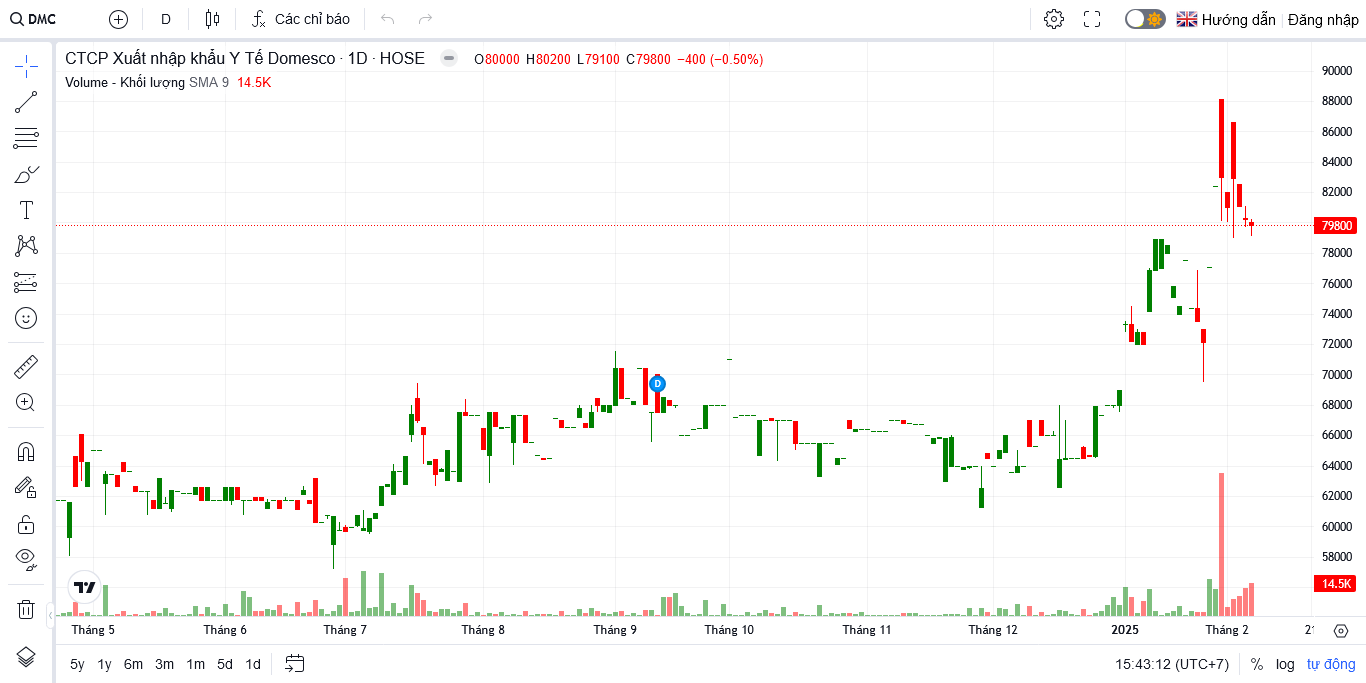 DMC D Các chỉ báo Hướng dẫn Đăng nhập
CTCP Xuất nhập khẩu Y Tế Domesco · 1D · HOSE O80000 H80200 L79100 C79800 −400 (−0.50%)
Volume - Khối lượng SMA 9 14.5K
90000
88000
86000
84000
82000
79800
78000
76000
74000
72000
70000
68000
66000
64000
62000
60000
58000
14.5K
D
Tháng 5 Tháng 6 Tháng 7 Tháng 8 Tháng 9 Tháng 10 Tháng 11 Tháng 12 2025 Tháng 2
5y 1y 6m 3m 1m 5d 1d 15:43:12 (UTC+7) % log tự động